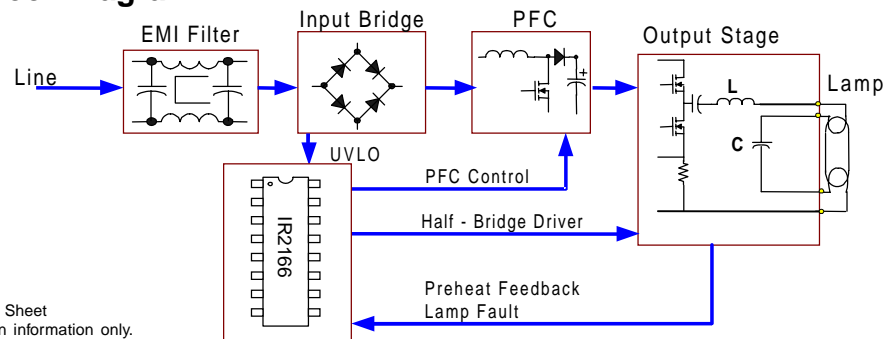 EMI Filter
Input Bridge
PFC
Output Stage
Line
L
C
Lamp
UVLO
PFC Control
IR2166
Half - Bridge Driver
Preheat Feedback
Lamp Fault
Sheet
information only.
+